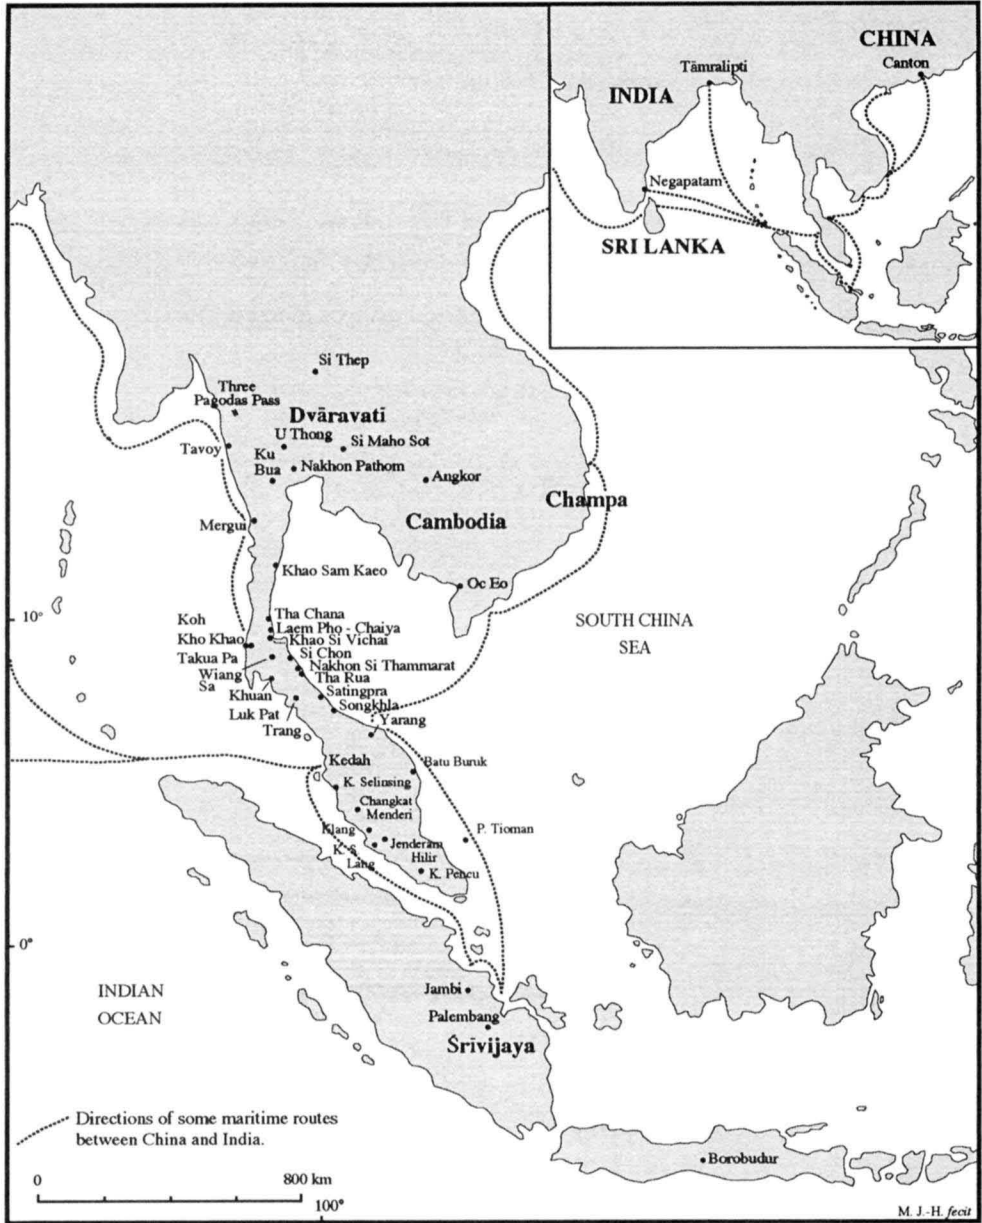 CHINA
Canton
Tāmralipti
INDIA
Negapatam
SRI LANKA
Si Thep
Three
Pagodas Pass
Dvāravatī
U Thong
Si Maho Sot
Tavoy
Ku
Bua
Nakhon Pathom
Angkor
Champa
Cambodia
Mergui
Khao Sam Kaeo
Oc Eo
10°
Koh
Kho Khao
Tha Chana
Laem Pho - Chaiya
Khao Si Vichai
SOUTH CHINA
SEA
Takua Pa
Si Chon
Wiang
Sa
Nakhon Si Thammarat
Tha Rua
Khuan
Luk Pat
Satingpra
Songkhla
Trang
Yarang
Kedah
Batu Buruk
K. Selinsing
Changkat
Menderi
Klang
P. Tioman
K. S.
Lang
Jenderam
Hilir
K. Pencu
0°
INDIAN
OCEAN
Jambi
Palembang
Śrīvijaya
Directions of some maritime routes
between China and India.
Borobudur
0
800 km
100°
M. J.-H. fecit